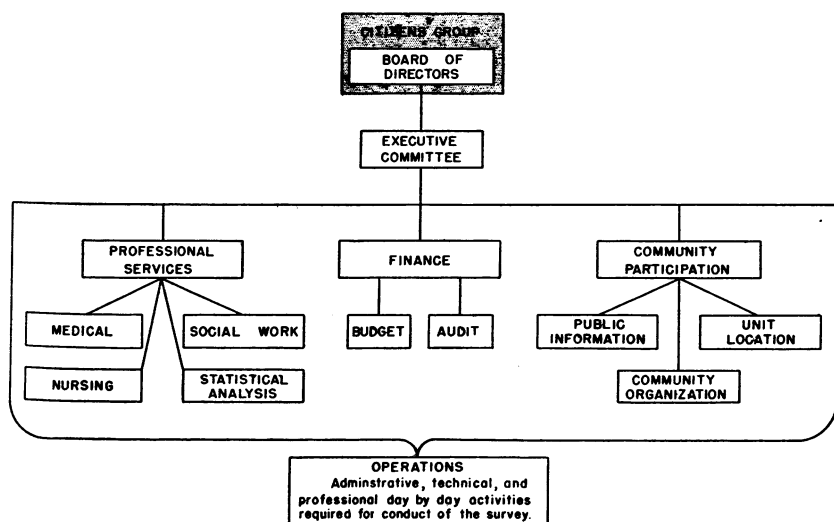 CITIZENS GROUP
BOARD OF
DIRECTORS
EXECUTIVE
COMMITTEE
PROFESSIONAL
SERVICES
FINANCE
COMMUNITY
PARTICIPATION
MEDICAL
SOCIAL WORK
BUDGET
AUDIT
PUBLIC
INFORMATION
UNIT
LOCATION
NURSING
STATISTICAL
ANALYSIS
COMMUNITY
ORGANIZATION
OPERATIONS
Adminstrative, technical, and
professional day by day activities
required for conduct of the survey.